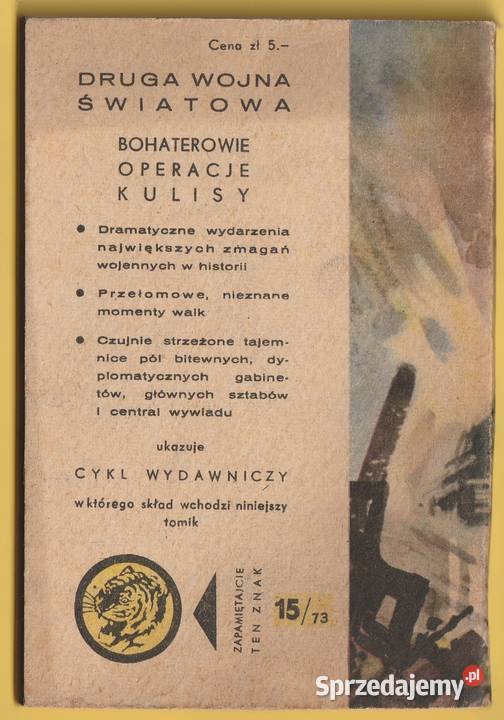 Cena zł 5.–
DRUGA WOJNA
ŚWIATOWA
BOHATEROWIE
OPERACJE
KULISY
● Dramatyczne wydarzenia
największych zmagań
wojennych w historii
● Przełomowe, nieznane
momenty walk
● Czujnie strzeżone tajem-
nice pól bitewnych, dy-
plomatycznych gabine-
tów, głównych sztabów
i central wywiadu
ukazuje
CYKL WYDAWNICZY
w którego skład wchodzi niniejszy
tomik
ZAPAMIĘTAJCIE
TEN ZNAK
15/73
Sprzedajemy.pl